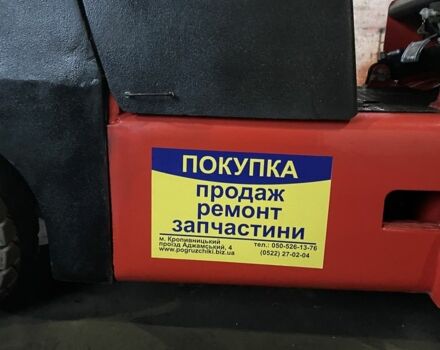 ПОКУПКА
продаж
ремонт
запчастини
м. Кропивницький тел.: 050-526-13-76
проїзд Аджамський, 4 (0522) 27-02-04
www.pogruzchiki.biz.ua